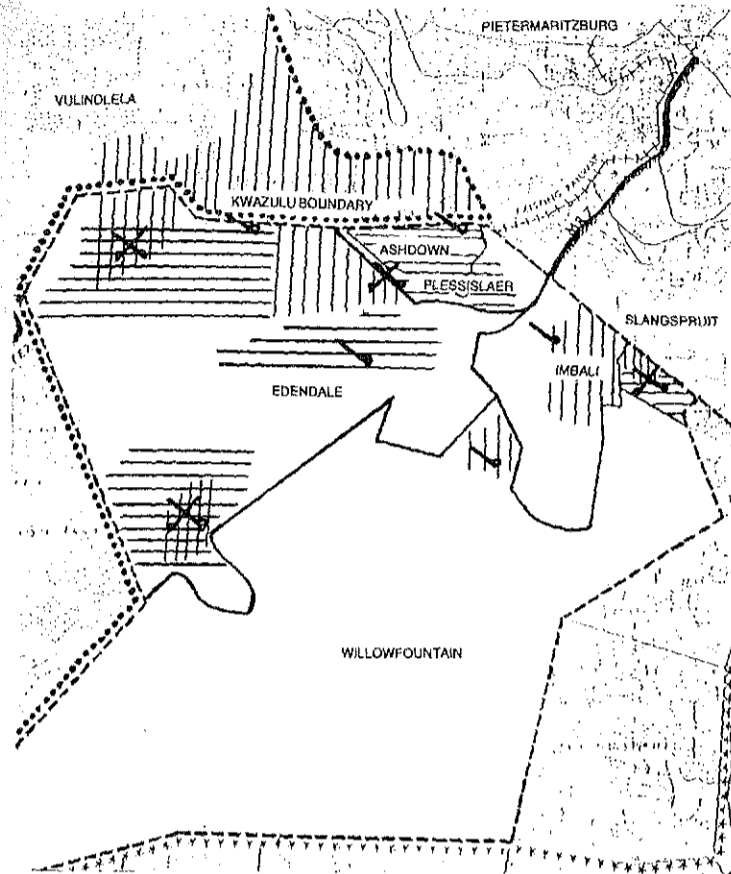 PIETERMARITZBURG
VULINDLELA
KWAZULU BOUNDARY
ASHDOWN
PLESSISLAER
SLANGSPRUIT
IMBALI
EDENDALE
WILLOWFOUNTAIN